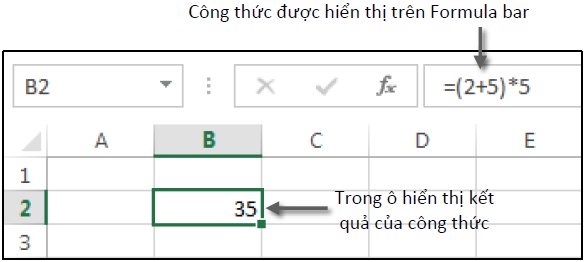 Công thức được hiển thị trên Formula bar
B2 fx =(2+5)*5
A B C D E
1
2 35 Trong ô hiển thị kết
quả của công thức
3